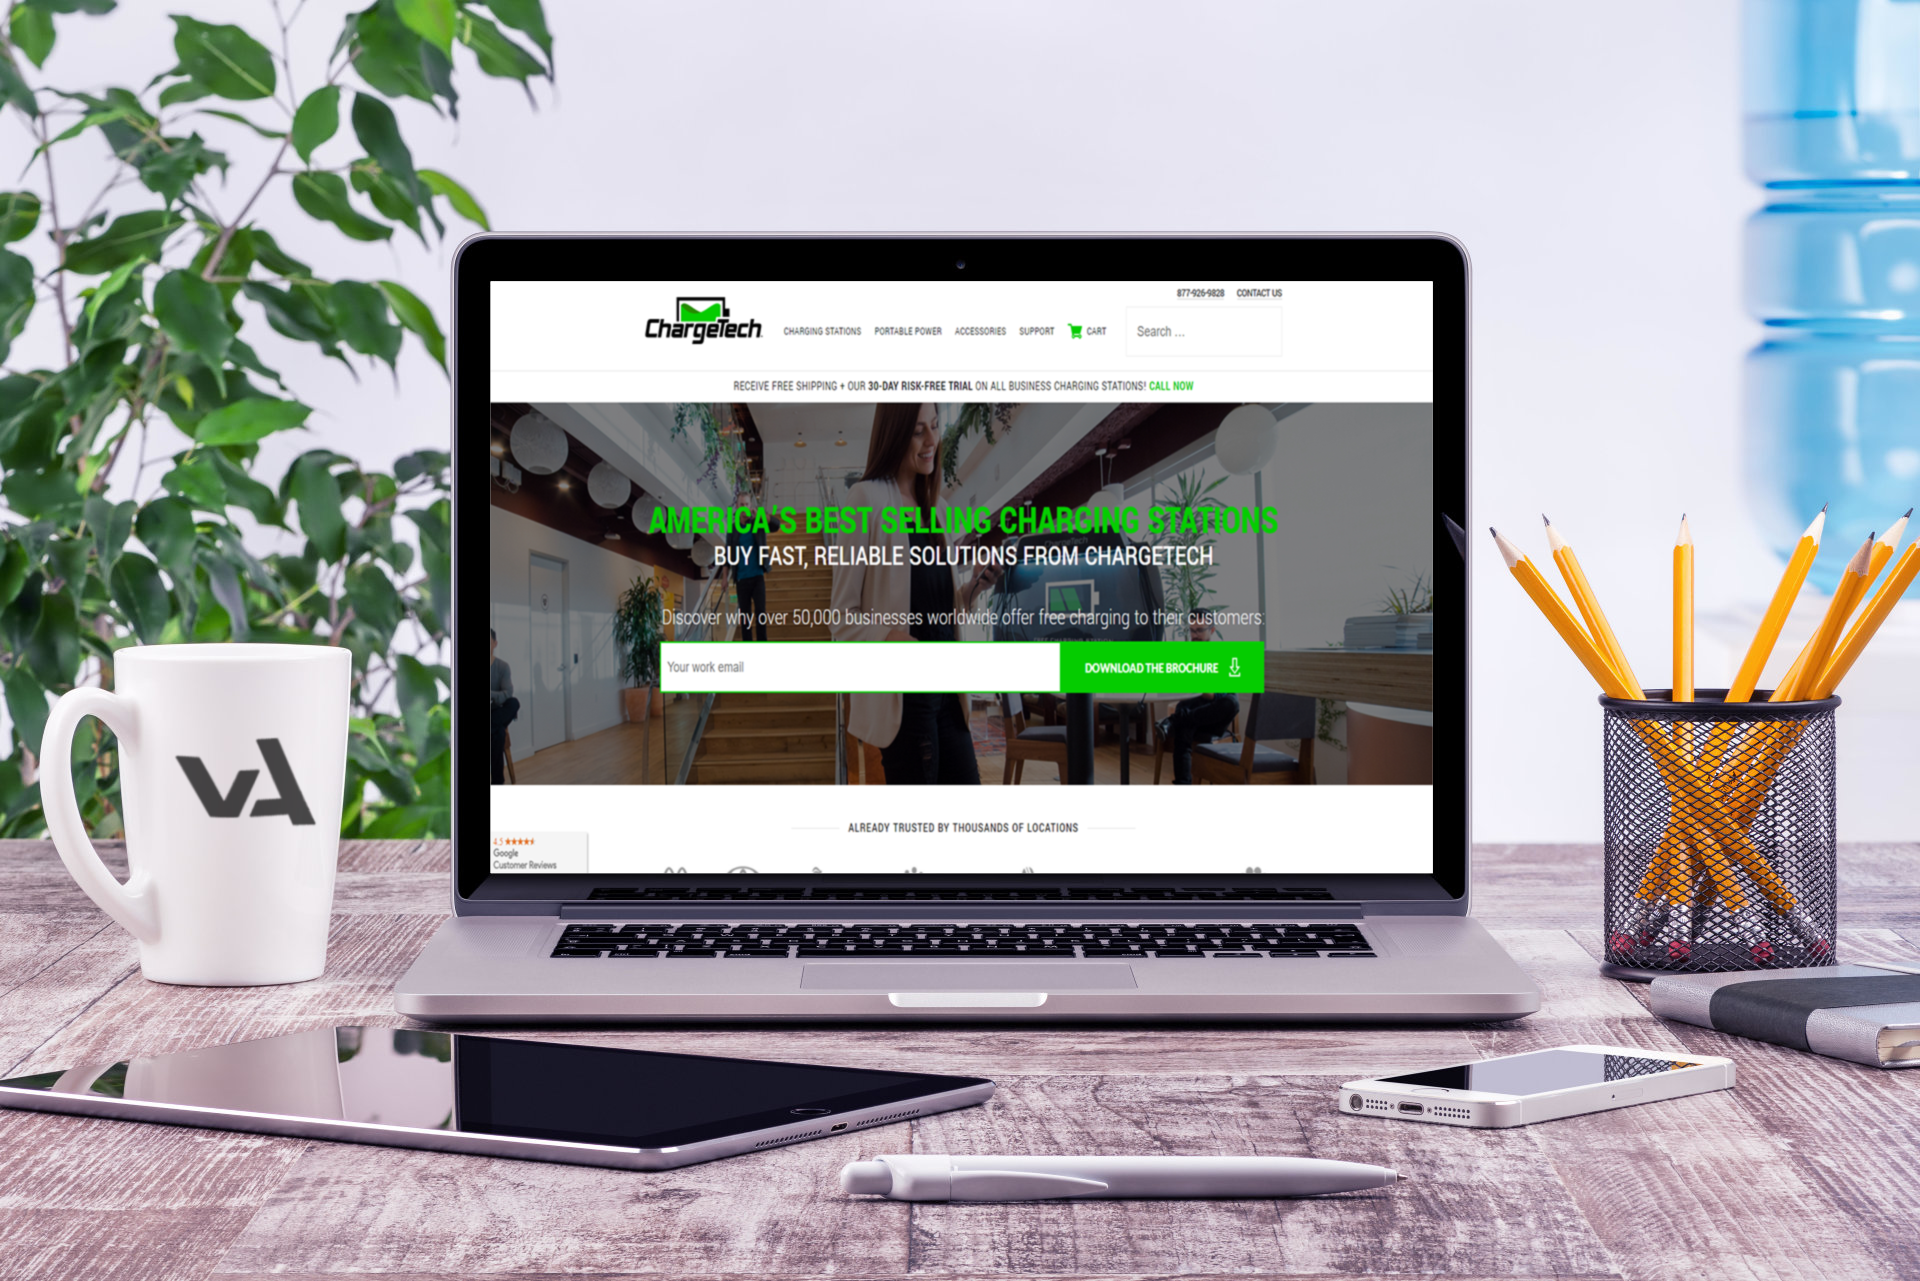 877-926-9828 CONTACT US
ChargeTech
CHARGING STATIONS PORTABLE POWER ACCESSORIES SUPPORT CART
Search ...
RECEIVE FREE SHIPPING + OUR 30-DAY RISK-FREE TRIAL ON ALL BUSINESS CHARGING STATIONS! CALL NOW
AMERICA'S BEST SELLING CHARGING STATIONS
BUY FAST, RELIABLE SOLUTIONS FROM CHARGETECH
Discover why over 50,000 businesses worldwide offer free charging to their customers:
Your work email
DOWNLOAD THE BROCHURE
ALREADY TRUSTED BY THOUSANDS OF LOCATIONS
4.5
Google
Customer Reviews
VA